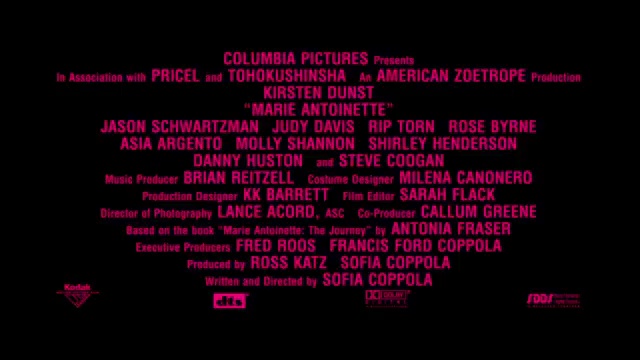 COLUMBIA PICTURES Presents
In Association with PRICEL and TOHOKUSHINSHA An AMERICAN ZOETROPE Production
KIRSTEN DUNST
"MARIE ANTOINETTE"
JASON SCHWARTZMAN JUDY DAVIS RIP TORN ROSE BYRNE
ASIA ARGENTO MOLLY SHANNON SHIRLEY HENDERSON
DANNY HUSTON and STEVE COOGAN
Music Producer BRIAN REITZELL Costume Designer MILENA CANONERO
Production Designer KK BARRETT Film Editor SARAH FLACK
Director of Photography LANCE ACORD, ASC Co-Producer CALLUM GREENE
Based on the book "Marie Antoinette: The Journey" by ANTONIA FRASER
Executive Producers FRED ROOS FRANCIS FORD COPPOLA
Produced by ROSS KATZ SOFIA COPPOLA
Written and Directed by SOFIA COPPOLA
Kodak dts DOLBY DIGITAL SDDS